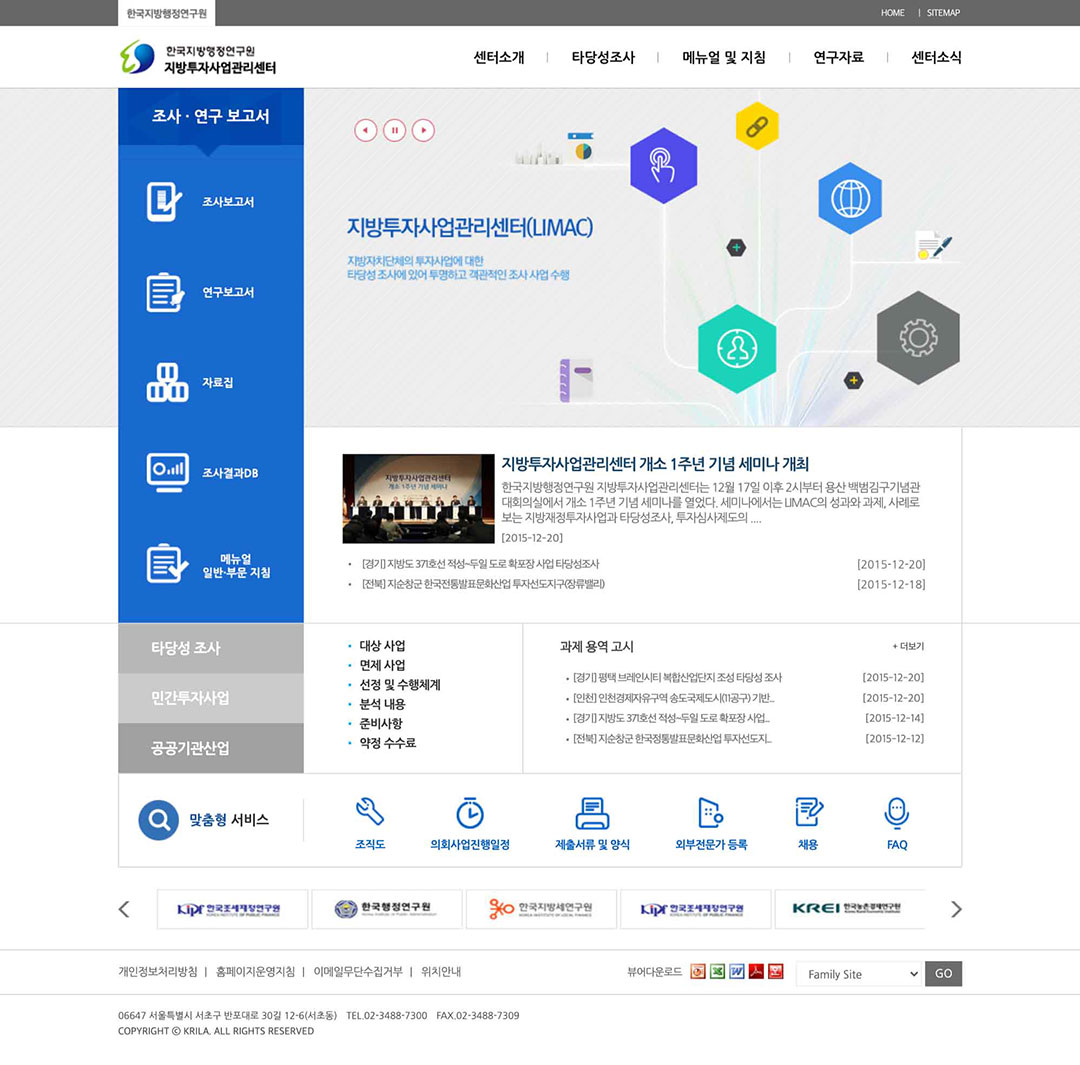 한국지방행정연구원
HOME | SITEMAP
한국지방행정연구원
지방투자사업관리센터
센터소개 | 타당성조사 | 메뉴얼 및 지침 | 연구자료 | 센터소식
조사 · 연구 보고서
조사보고서
연구보고서
자료집
조사결과DB
메뉴얼
일반·부문 지침
지방투자사업관리센터(LIMAC)
지방자치단체의 투자사업에 대한
타당성 조사에 있어 투명하고 객관적인 조사 사업 수행
지방투자사업관리센터
개소 1주년 기념 세미나
지방투자사업관리센터 개소 1주년 기념 세미나 개최
한국지방행정연구원 지방투자사업관리센터는 12월 17일 이후 2시부터 용산 백범김구기념관
대회의실에서 개소 1주년 기념 세미나를 열었다. 세미나에서는 LIMAC의 성과와 과제, 사례로
보는 지방재정투자사업과 타당성조사, 투자심사제도의 ....
[2015-12-20]
• [경기] 지방도 371호선 적성~두일 도로 확포장 사업 타당성조사 [2015-12-20]
• [전북] 지순창군 한국전통발표문화산업 투자선도지구(장류밸리) [2015-12-18]
타당성 조사
민간투자사업
공공기관산업
• 대상 사업
• 면제 사업
• 선정 및 수행체계
• 분석 내용
• 준비사항
• 약정 수수료
과제 용역 고시 + 더보기
• [경기] 평택 브레인시티 복합산업단지 조성 타당성 조사 [2015-12-20]
• [인천] 인천경제자유구역 송도국제도시(11공구) 기반... [2015-12-20]
• [경기] 지방도 371호선 적성~두일 도로 확포장 사업... [2015-12-14]
• [전북] 지순창군 한국정통발표문화산업 투자선도지... [2015-12-12]
맞춤형 서비스
조직도
의회사업진행일정
제출서류 및 양식
외부전문가 등록
채용
FAQ
KIPF 한국조세재정연구원
KOREA INSTITUTE OF PUBLIC FINANCE
한국행정연구원
한국지방세연구원
KOREA INSTITUTE OF LOCAL FINANCE
KIPF 한국조세재정연구원
KOREA INSTITUTE OF PUBLIC FINANCE
KREI 한국농촌경제연구원
개인정보처리방침 | 홈페이지운영지침 | 이메일무단수집거부 | 위치안내
뷰어다운로드
Family Site
GO
06647 서울특별시 서초구 반포대로 30길 12-6(서초동) TEL.02-3488-7300 FAX.02-3488-7309
COPYRIGHT ⓒ KRILA. ALL RIGHTS RESERVED